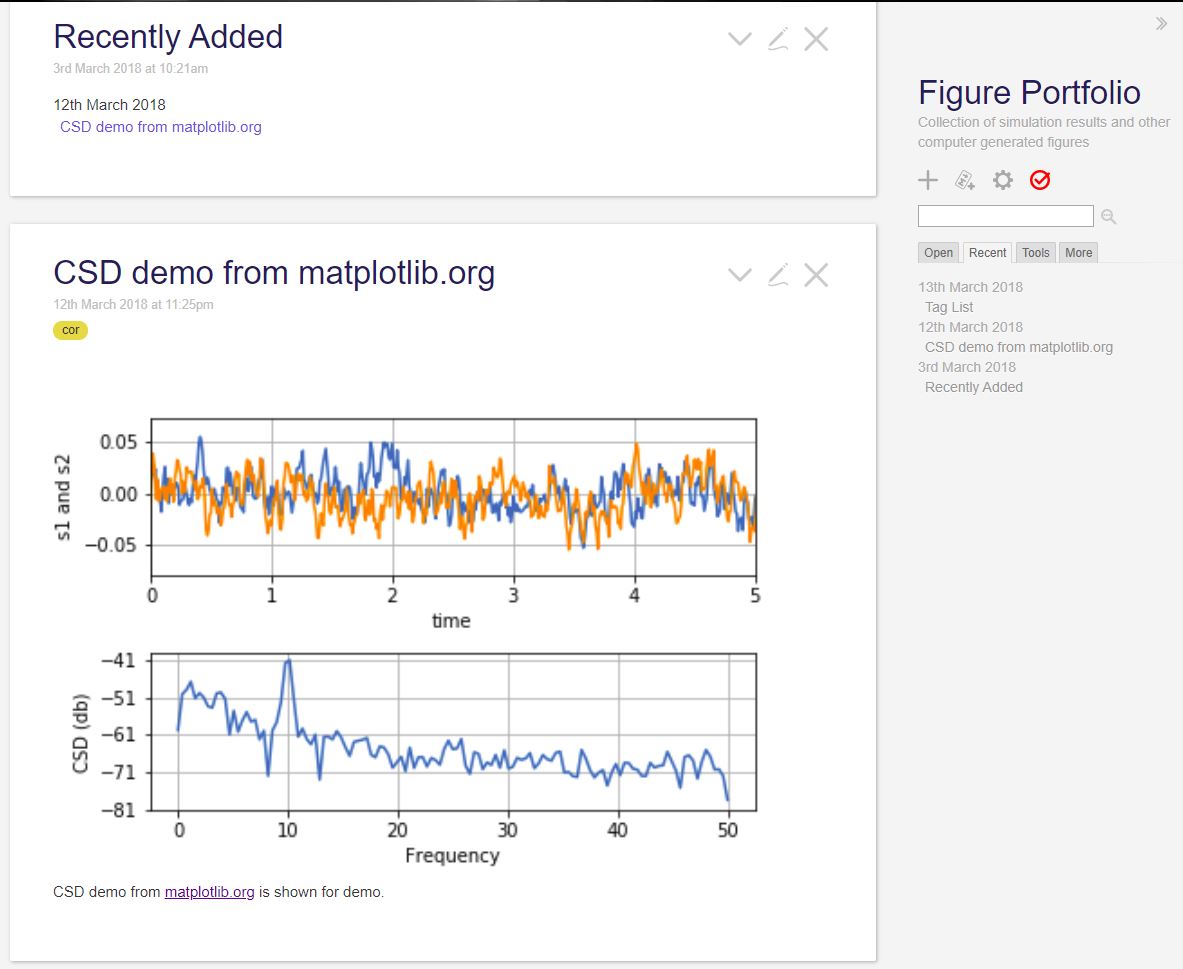 Recently Added
3rd March 2018 at 10:21am
12th March 2018
CSD demo from matplotlib.org
CSD demo from matplotlib.org
12th March 2018 at 11:25pm
cor
s1 and s2
0.05
0.00
−0.05
0 1 2 3 4 5
time
CSD (db)
−41
−51
−61
−71
−81
0 10 20 30 40 50
Frequency
CSD demo from matplotlib.org is shown for demo.
Figure Portfolio
Collection of simulation results and other
computer generated figures
Open Recent Tools More
13th March 2018
Tag List
12th March 2018
CSD demo from matplotlib.org
3rd March 2018
Recently Added